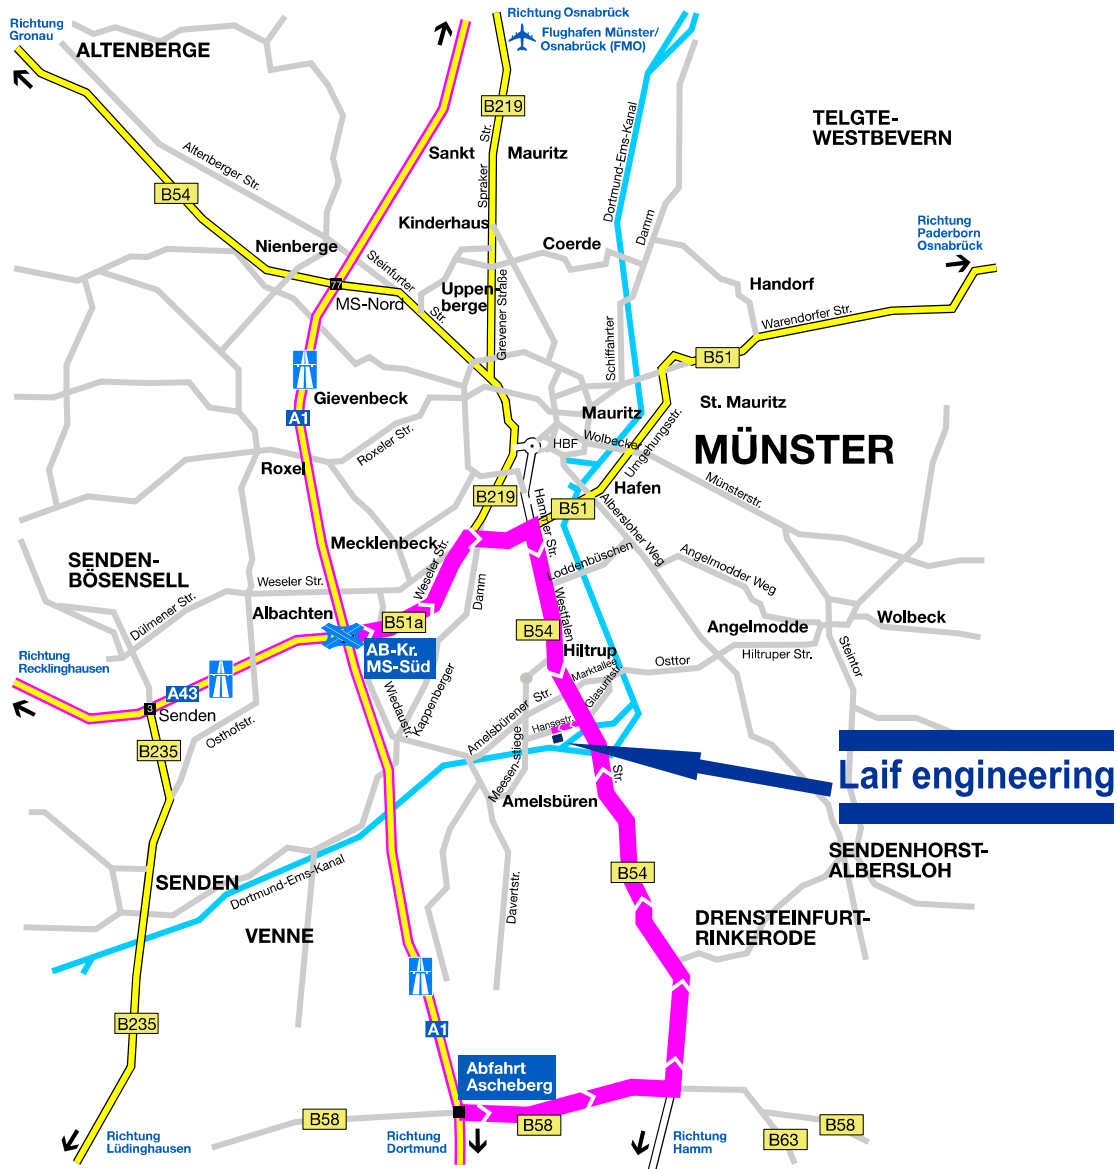 Richtung
Gronau
ALTENBERGE
Richtung Osnabrück
Flughafen Münster/
Osnabrück (FMO)
B219
TELGTE-
WESTBEVERN
Altenberger Str.
B54
Sankt
Mauritz
Spraker
Str.
Dortmund-Ems-Kanal
Damm
Kinderhaus
Coerde
Nienberge
Steinfurter
Str.
Richtung
Paderborn
Osnabrück
77
MS-Nord
Uppen-
berge
Grevener Straße
Handorf
Warendorfer Str.
Schiffahrter
B51
A1
Gievenbeck
Mauritz
St. Mauritz
Roxeler Str.
HBF
Wolbecker
Umgehungsstr.
MÜNSTER
Roxel
Münsterstr.
B219
Hafen
B51
Hammer Str.
Albersloher Weg
Mecklenbeck
Weseler Str.
Loddenbüschen
Angelmodder Weg
SENDEN-
BÖSENSELL
Weseler Str.
Damm
Dülmener Str.
Albachten
B51a
Westfalen
B54
Angelmodde
Wolbeck
AB-Kr.
MS-Süd
Hiltrup
Osttor
Hiltruper Str.
Steintor
Richtung
Recklinghausen
A43
3
Senden
Marktallee
Glasuritstr.
Wiedaustr.
Kappenberger
Amelsbürener Str.
Hansestr.
Osthofstr.
B235
Meesen-stiege
Str.
Laif engineering
Amelsbüren
SENDENHORST-
ALBERSLOH
B54
SENDEN
Dortmund-Ems-Kanal
Davertstr.
VENNE
DRENSTEINFURT-
RINKERODE
B235
A1
Abfahrt
Ascheberg
B58
B58
B58
B63
Richtung
Lüdinghausen
Richtung
Dortmund
Richtung
Hamm